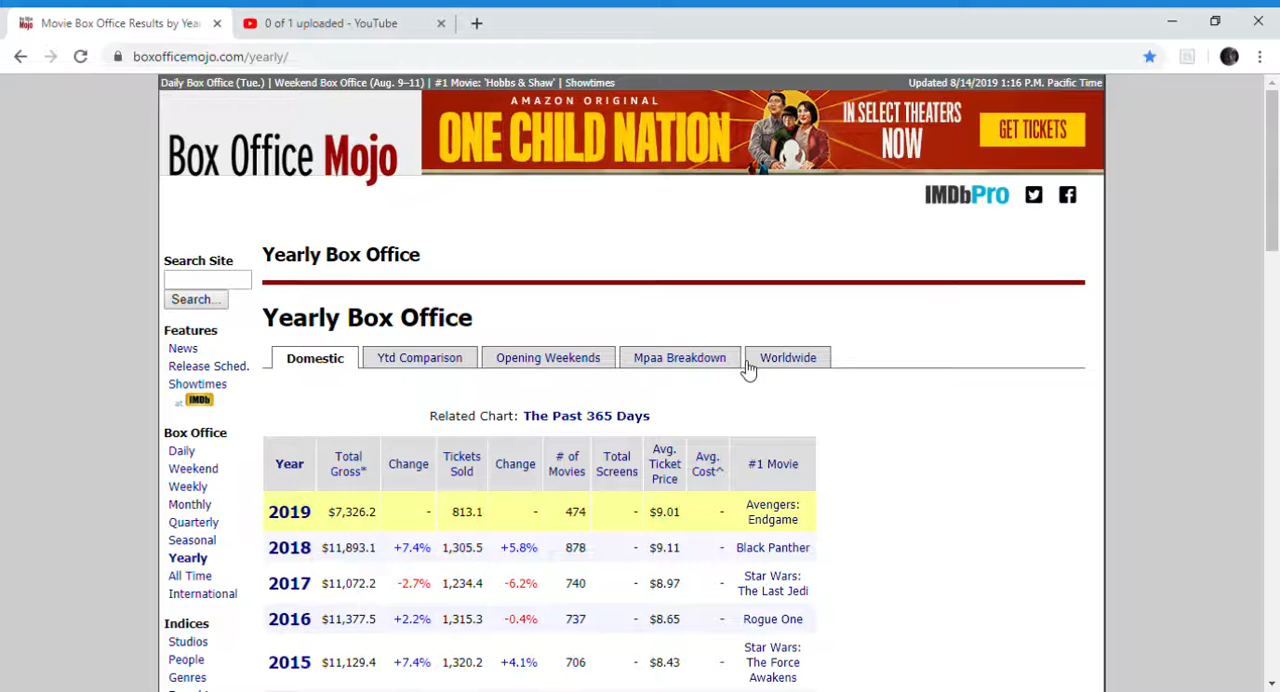 Movie Box Office Results by Yea
0 of 1 uploaded - YouTube
boxofficemojo.com/yearly/
Daily Box Office (Tue.) | Weekend Box Office (Aug. 9–11) | #1 Movie: 'Hobbs & Shaw' | Showtimes
Updated 8/14/2019 1:16 P.M. Pacific Time
Box Office Mojo
AMAZON ORIGINAL
ONE CHILD NATION
IN SELECT THEATERS
NOW
GET TICKETS
IMDbPro
Search Site
Search...
Features
News
Release Sched.
Showtimes
at IMDb
Box Office
Daily
Weekend
Weekly
Monthly
Quarterly
Seasonal
Yearly
All Time
International
Indices
Studios
People
Genres
Yearly Box Office
Yearly Box Office
Domestic Ytd Comparison Opening Weekends Mpaa Breakdown Worldwide
Related Chart: The Past 365 Days
Year Total Gross* Change Tickets Sold Change # of Movies Total Screens Avg. Ticket Price Avg. Cost^ #1 Movie
2019 $7,326.2 - 813.1 - 474 - $9.01 - Avengers: Endgame
2018 $11,893.1 +7.4% 1,305.5 +5.8% 878 - $9.11 - Black Panther
2017 $11,072.2 -2.7% 1,234.4 -6.2% 740 - $8.97 - Star Wars: The Last Jedi
2016 $11,377.5 +2.2% 1,315.3 -0.4% 737 - $8.65 - Rogue One
2015 $11,129.4 +7.4% 1,320.2 +4.1% 706 - $8.43 - Star Wars: The Force Awakens